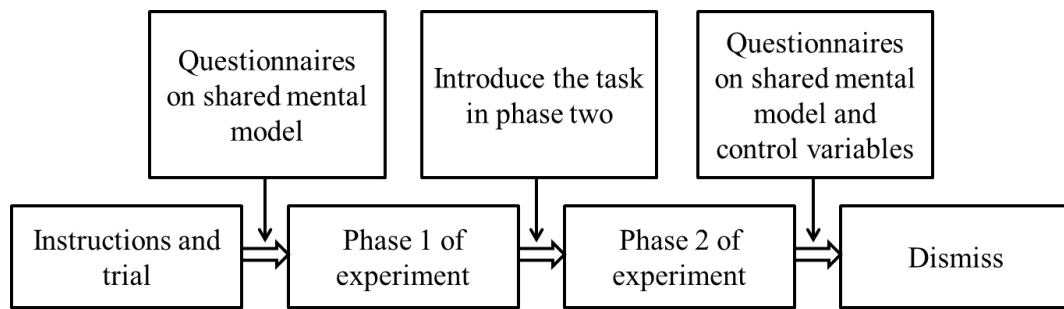 Questionnaires
on shared mental
model
Introduce the task
in phase two
Questionnaires
on shared mental
model and
control variables
Instructions and
trial
Phase 1 of
experiment
Phase 2 of
experiment
Dismiss